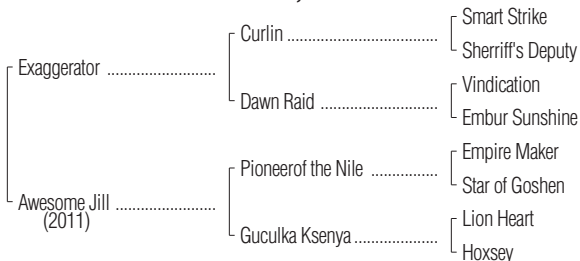 Smart Strike
Curlin ........................................
Sherriff's Deputy
Exaggerator ............................
Vindication
Dawn Raid ...............................
Embur Sunshine
Empire Maker
Pioneerof the Nile ..................
Star of Goshen
Awesome Jill ..........................
(2011)
Lion Heart
Guculka Ksenya ......................
Hoxsey